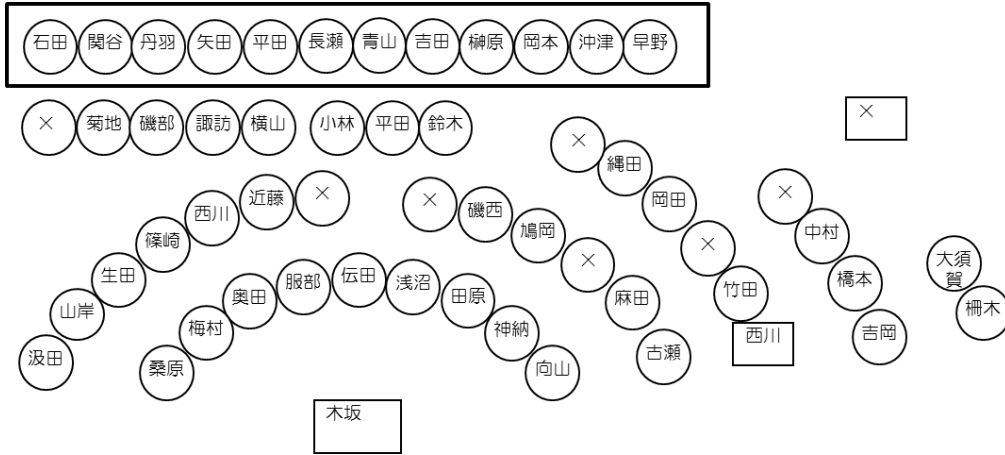 石田 関谷 丹羽 矢田 平田 長瀬 青山 吉田 榊原 岡本 沖津 早野
× 菊地 磯部 諏訪 横山 小林 平田 鈴木
×
× 縄田 岡田 × 竹田
西川
× 中村 橋本 吉岡
大須
賀
柵木
汲田 山岸 生田 篠崎 西川 近藤 ×
× 磯西 鳩岡 × 麻田 古瀬
桑原 梅村 奥田 服部 伝田 浅沼 田原 神納 向山
木坂